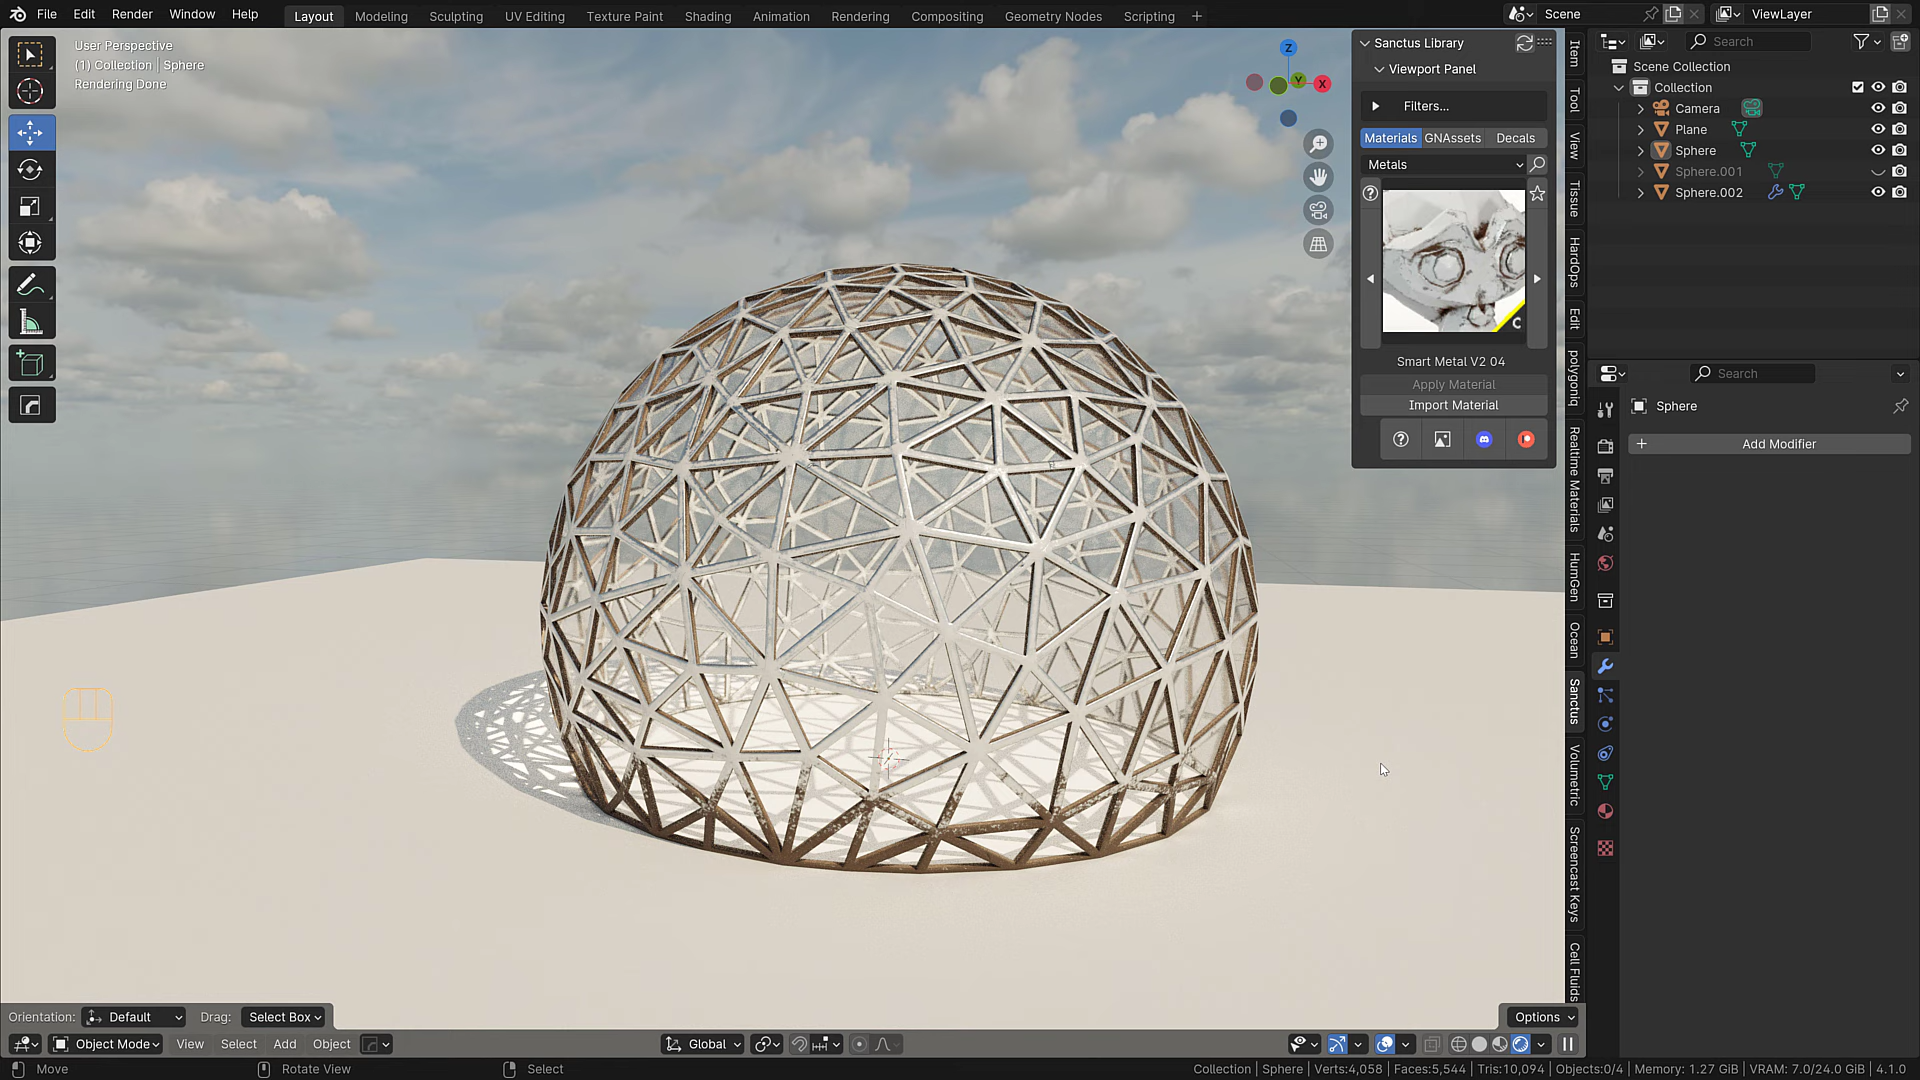 File Edit Render Window Help
Layout Modeling Sculpting UV Editing Texture Paint Shading Animation Rendering Compositing Geometry Nodes Scripting
Scene
ViewLayer
User Perspective
(1) Collection | Sphere
Rendering Done
Z
Y
X
Sanctus Library
Viewport Panel
Filters...
Materials GNAssets Decals
Metals
C
Smart Metal V2 04
Apply Material
Import Material
Item
Tool
View
Tissue
HardOps
Edit
polygoniq
Realtime Materials
HumGen
Ocean
Sanctus
Volumetric
Screencast Keys
Cell Fluids
Search
Scene Collection
Collection
Camera
Plane
Sphere
Sphere.001
Sphere.002
Search
Sphere
Add Modifier
Orientation: Default Drag: Select Box
Options
Object Mode View Select Add Object
Global
Move Rotate View Select
Collection | Sphere | Verts:4,058 | Faces:5,544 | Tris:10,094 | Objects:0/4 | Memory: 1.27 GiB | VRAM: 7.0/24.0 GiB | 4.1.0